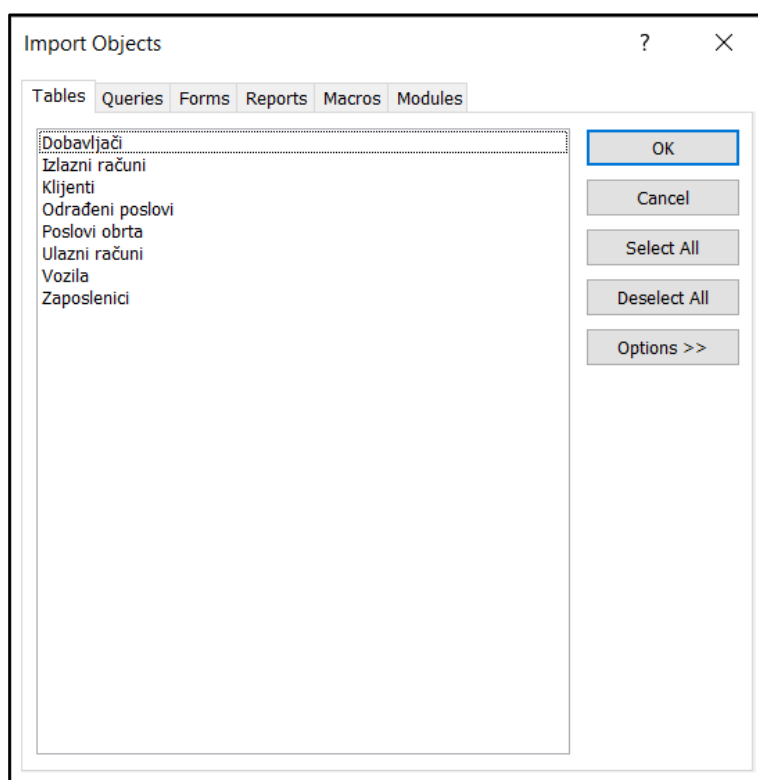 Import Objects ?
Tables Queries Forms Reports Macros Modules
Dobavljači
Izlazni računi
Klijenti
Odrađeni poslovi
Poslovi obrta
Ulazni računi
Vozila
Zaposlenici
OK
Cancel
Select All
Deselect All
Options >>